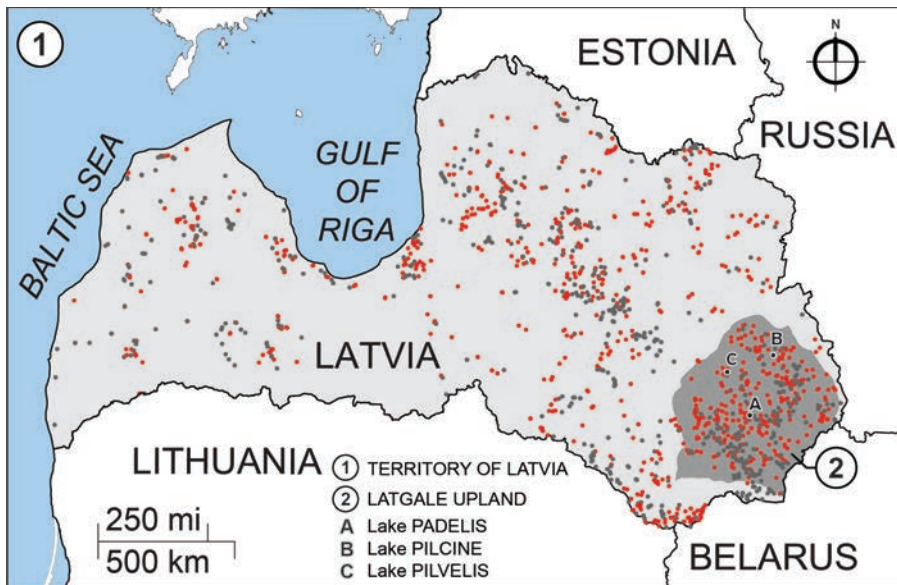 1
ESTONIA
N
RUSSIA
BALTIC SEA
GULF
OF
RIGA
LATVIA
B
C
A
2
LITHUANIA
1 TERRITORY OF LATVIA
2 LATGALE UPLAND
A Lake PADELIS
B Lake PILCINE
C Lake PILVELIS
250 mi
500 km
BELARUS